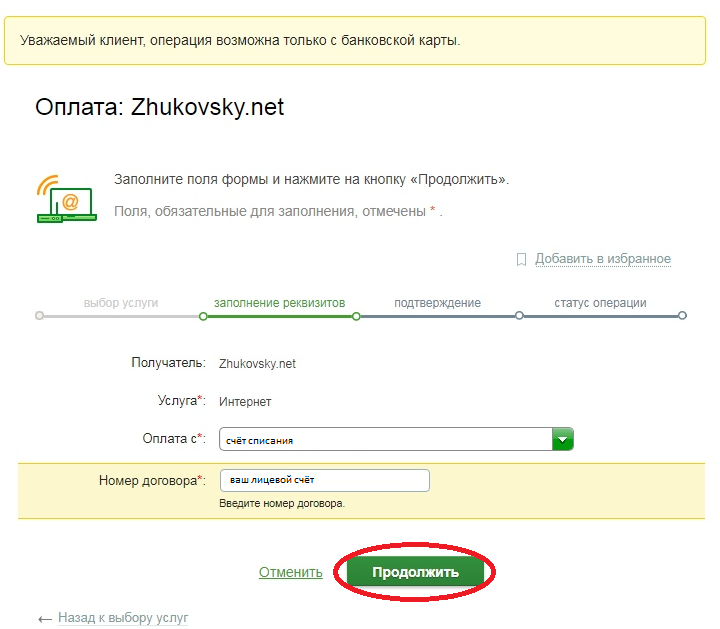 Уважаемый клиент, операция возможна только с банковской карты.
Оплата: Zhukovsky.net
@
Заполните поля формы и нажмите на кнопку «Продолжить».
Поля, обязательные для заполнения, отмечены * .
Добавить в избранное
выбор услуги заполнение реквизитов подтверждение статус операции
Получатель: Zhukovsky.net
Услуга*: Интернет
Оплата с*: счёт списания
Номер договора*: ваш лицевой счёт
Введите номер договора.
Отменить Продолжить
← Назад к выбору услуг